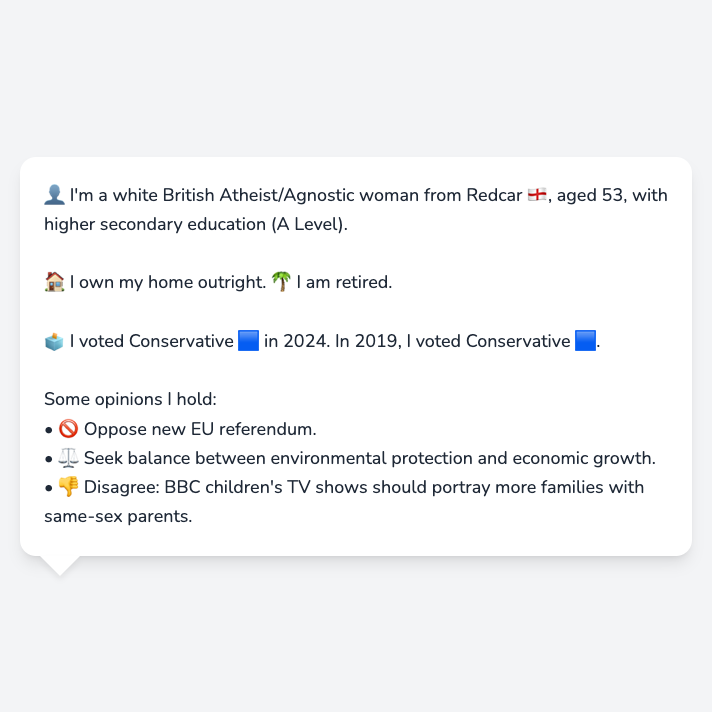 👤 I'm a white British Atheist/Agnostic woman from Redcar 🏴󠁧󠁢󠁥󠁮󠁧󠁿, aged 53, with
higher secondary education (A Level).
🏠 I own my home outright. 🌴 I am retired.
🗳️ I voted Conservative 🟦 in 2024. In 2019, I voted Conservative 🟦.
Some opinions I hold:
• 🚫 Oppose new EU referendum.
• ⚖️ Seek balance between environmental protection and economic growth.
• 👎 Disagree: BBC children's TV shows should portray more families with
same-sex parents.